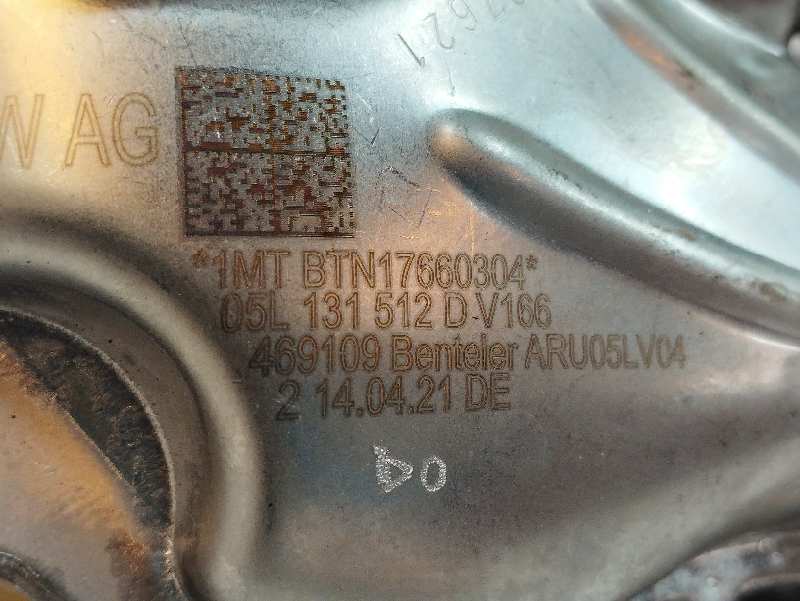 W AG
*1MT BTN17660304*
05L 131 512 D V166
469109 Benteler ARU05LV04
2 14.04.21 DE